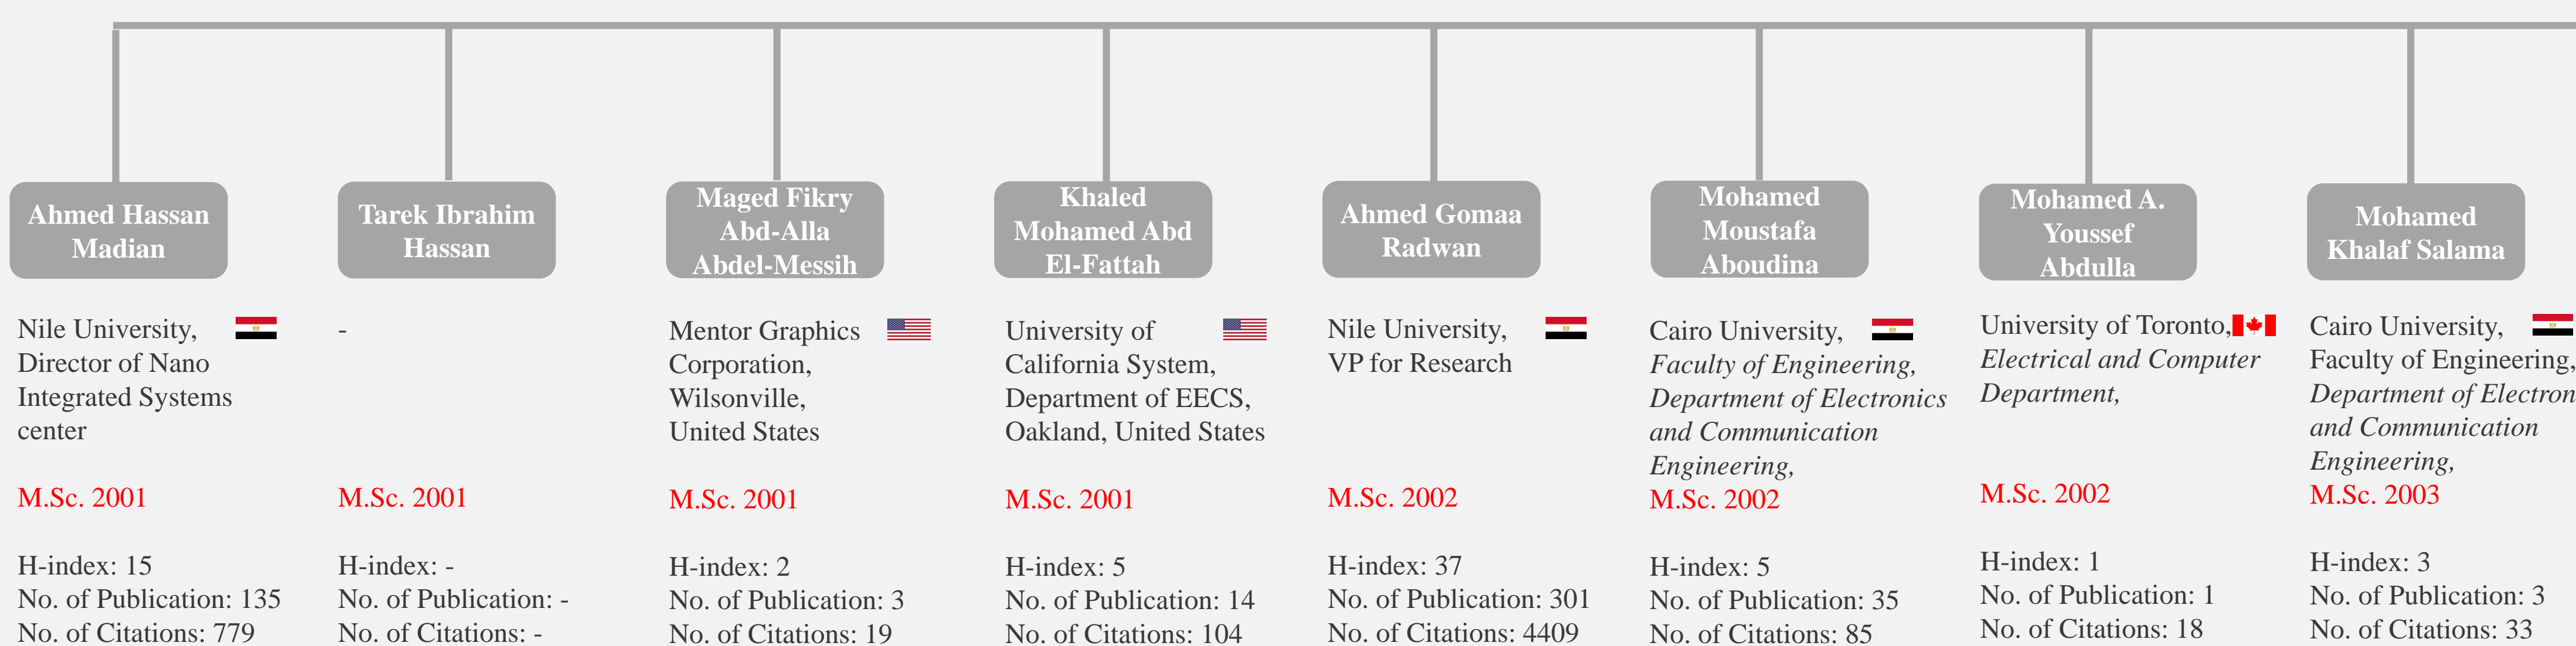 Ahmed Hassan
Madian
Nile University,
Director of Nano
Integrated Systems
center
M.Sc. 2001
H-index: 15
No. of Publication: 135
No. of Citations: 779
Tarek Ibrahim
Hassan
-
M.Sc. 2001
H-index: -
No. of Publication: -
No. of Citations: -
Maged Fikry
Abd-Alla
Abdel-Messih
Mentor Graphics
Corporation,
Wilsonville,
United States
M.Sc. 2001
H-index: 2
No. of Publication: 3
No. of Citations: 19
Khaled
Mohamed Abd
El-Fattah
University of
California System,
Department of EECS,
Oakland, United States
M.Sc. 2001
H-index: 5
No. of Publication: 14
No. of Citations: 104
Ahmed Gomaa
Radwan
Nile University,
VP for Research
M.Sc. 2002
H-index: 37
No. of Publication: 301
No. of Citations: 4409
Mohamed
Moustafa
Aboudina
Cairo University,
Faculty of Engineering,
Department of Electronics
and Communication
Engineering,
M.Sc. 2002
H-index: 5
No. of Publication: 35
No. of Citations: 85
Mohamed A.
Youssef
Abdulla
University of Toronto,
Electrical and Computer
Department,
M.Sc. 2002
H-index: 1
No. of Publication: 1
No. of Citations: 18
Mohamed
Khalaf Salama
Cairo University,
Faculty of Engineering,
Department of Electron
and Communication
Engineering,
M.Sc. 2003
H-index: 3
No. of Publication: 3
No. of Citations: 33